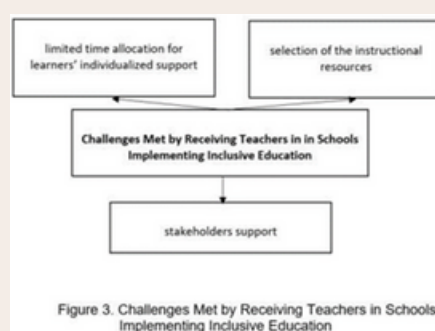 limited time allocation for
learners' individualized support
selection of the instructional
resources
Challenges Met by Receiving Teachers in in Schools
Implementing Inclusive Education
stakeholders support
Figure 3. Challenges Met by Receiving Teachers in Schools
Implementing Inclusive Education